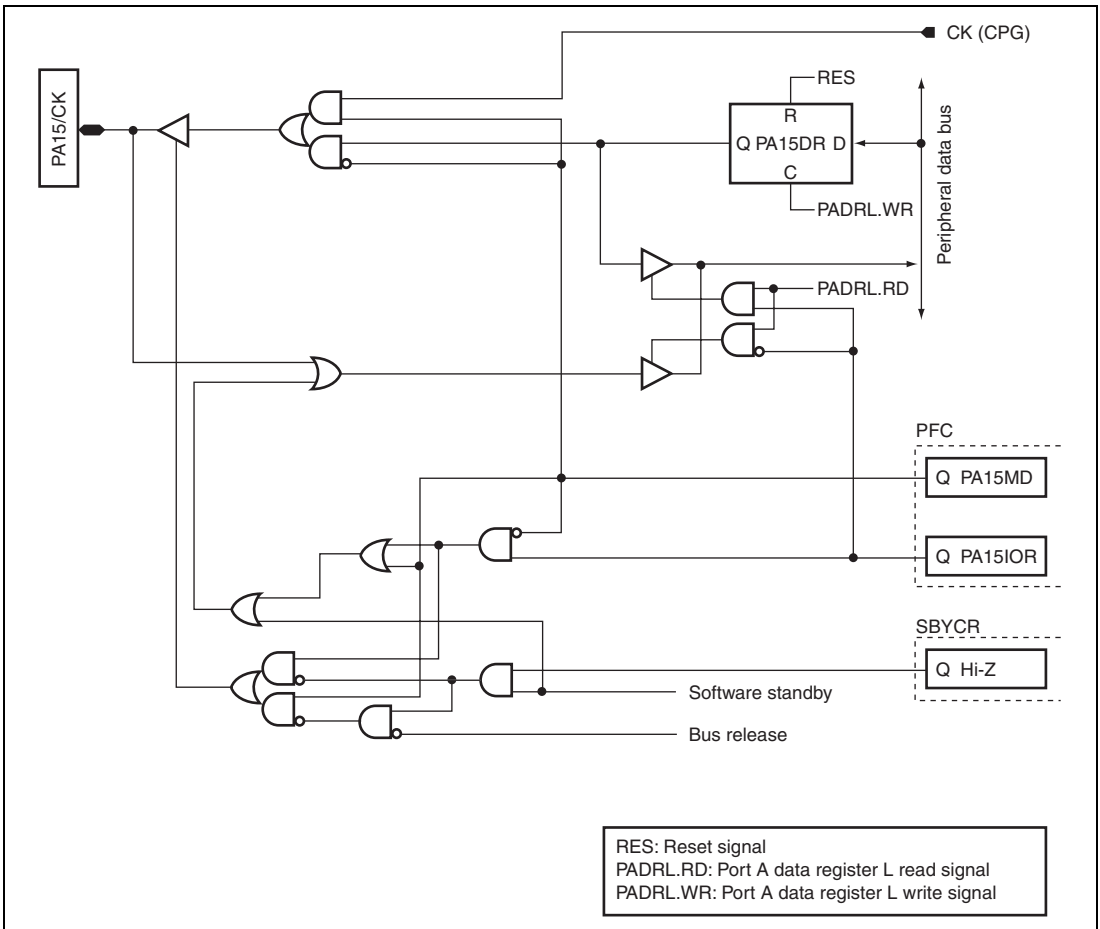 CK (CPG)
PA15/CK
RES
R
Q PA15DR D
C
PADRL.WR
Peripheral data bus
PADRL.RD
PFC
Q PA15MD
Q PA15IOR
SBYCR
Q Hi-Z
Software standby
Bus release
RES: Reset signal
PADRL.RD: Port A data register L read signal
PADRL.WR: Port A data register L write signal